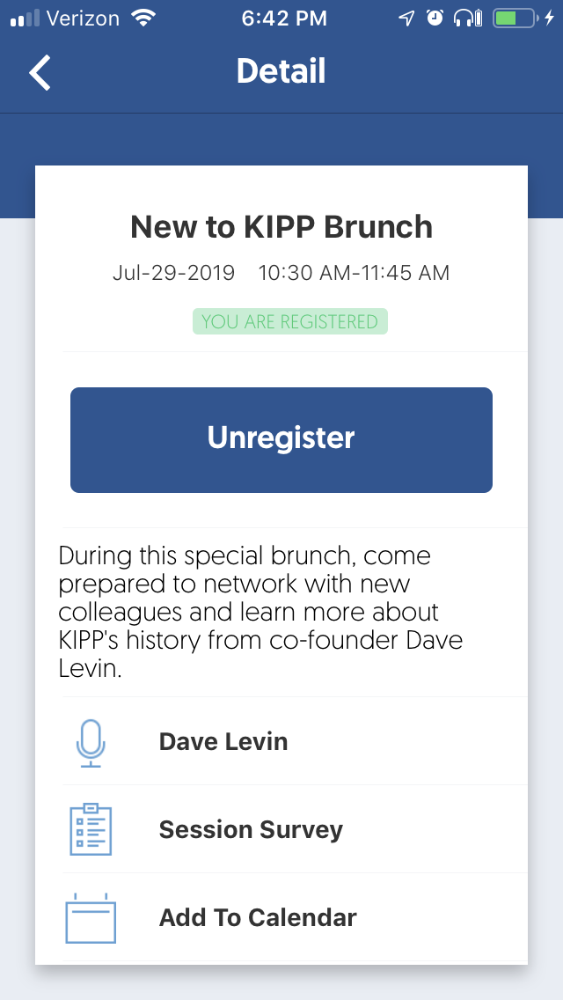 Verizon 6:42 PM
Detail
New to KIPP Brunch
Jul-29-2019 10:30 AM-11:45 AM
YOU ARE REGISTERED
Unregister
During this special brunch, come
prepared to network with new
colleagues and learn more about
KIPP's history from co-founder Dave
Levin.
Dave Levin
Session Survey
Add To Calendar